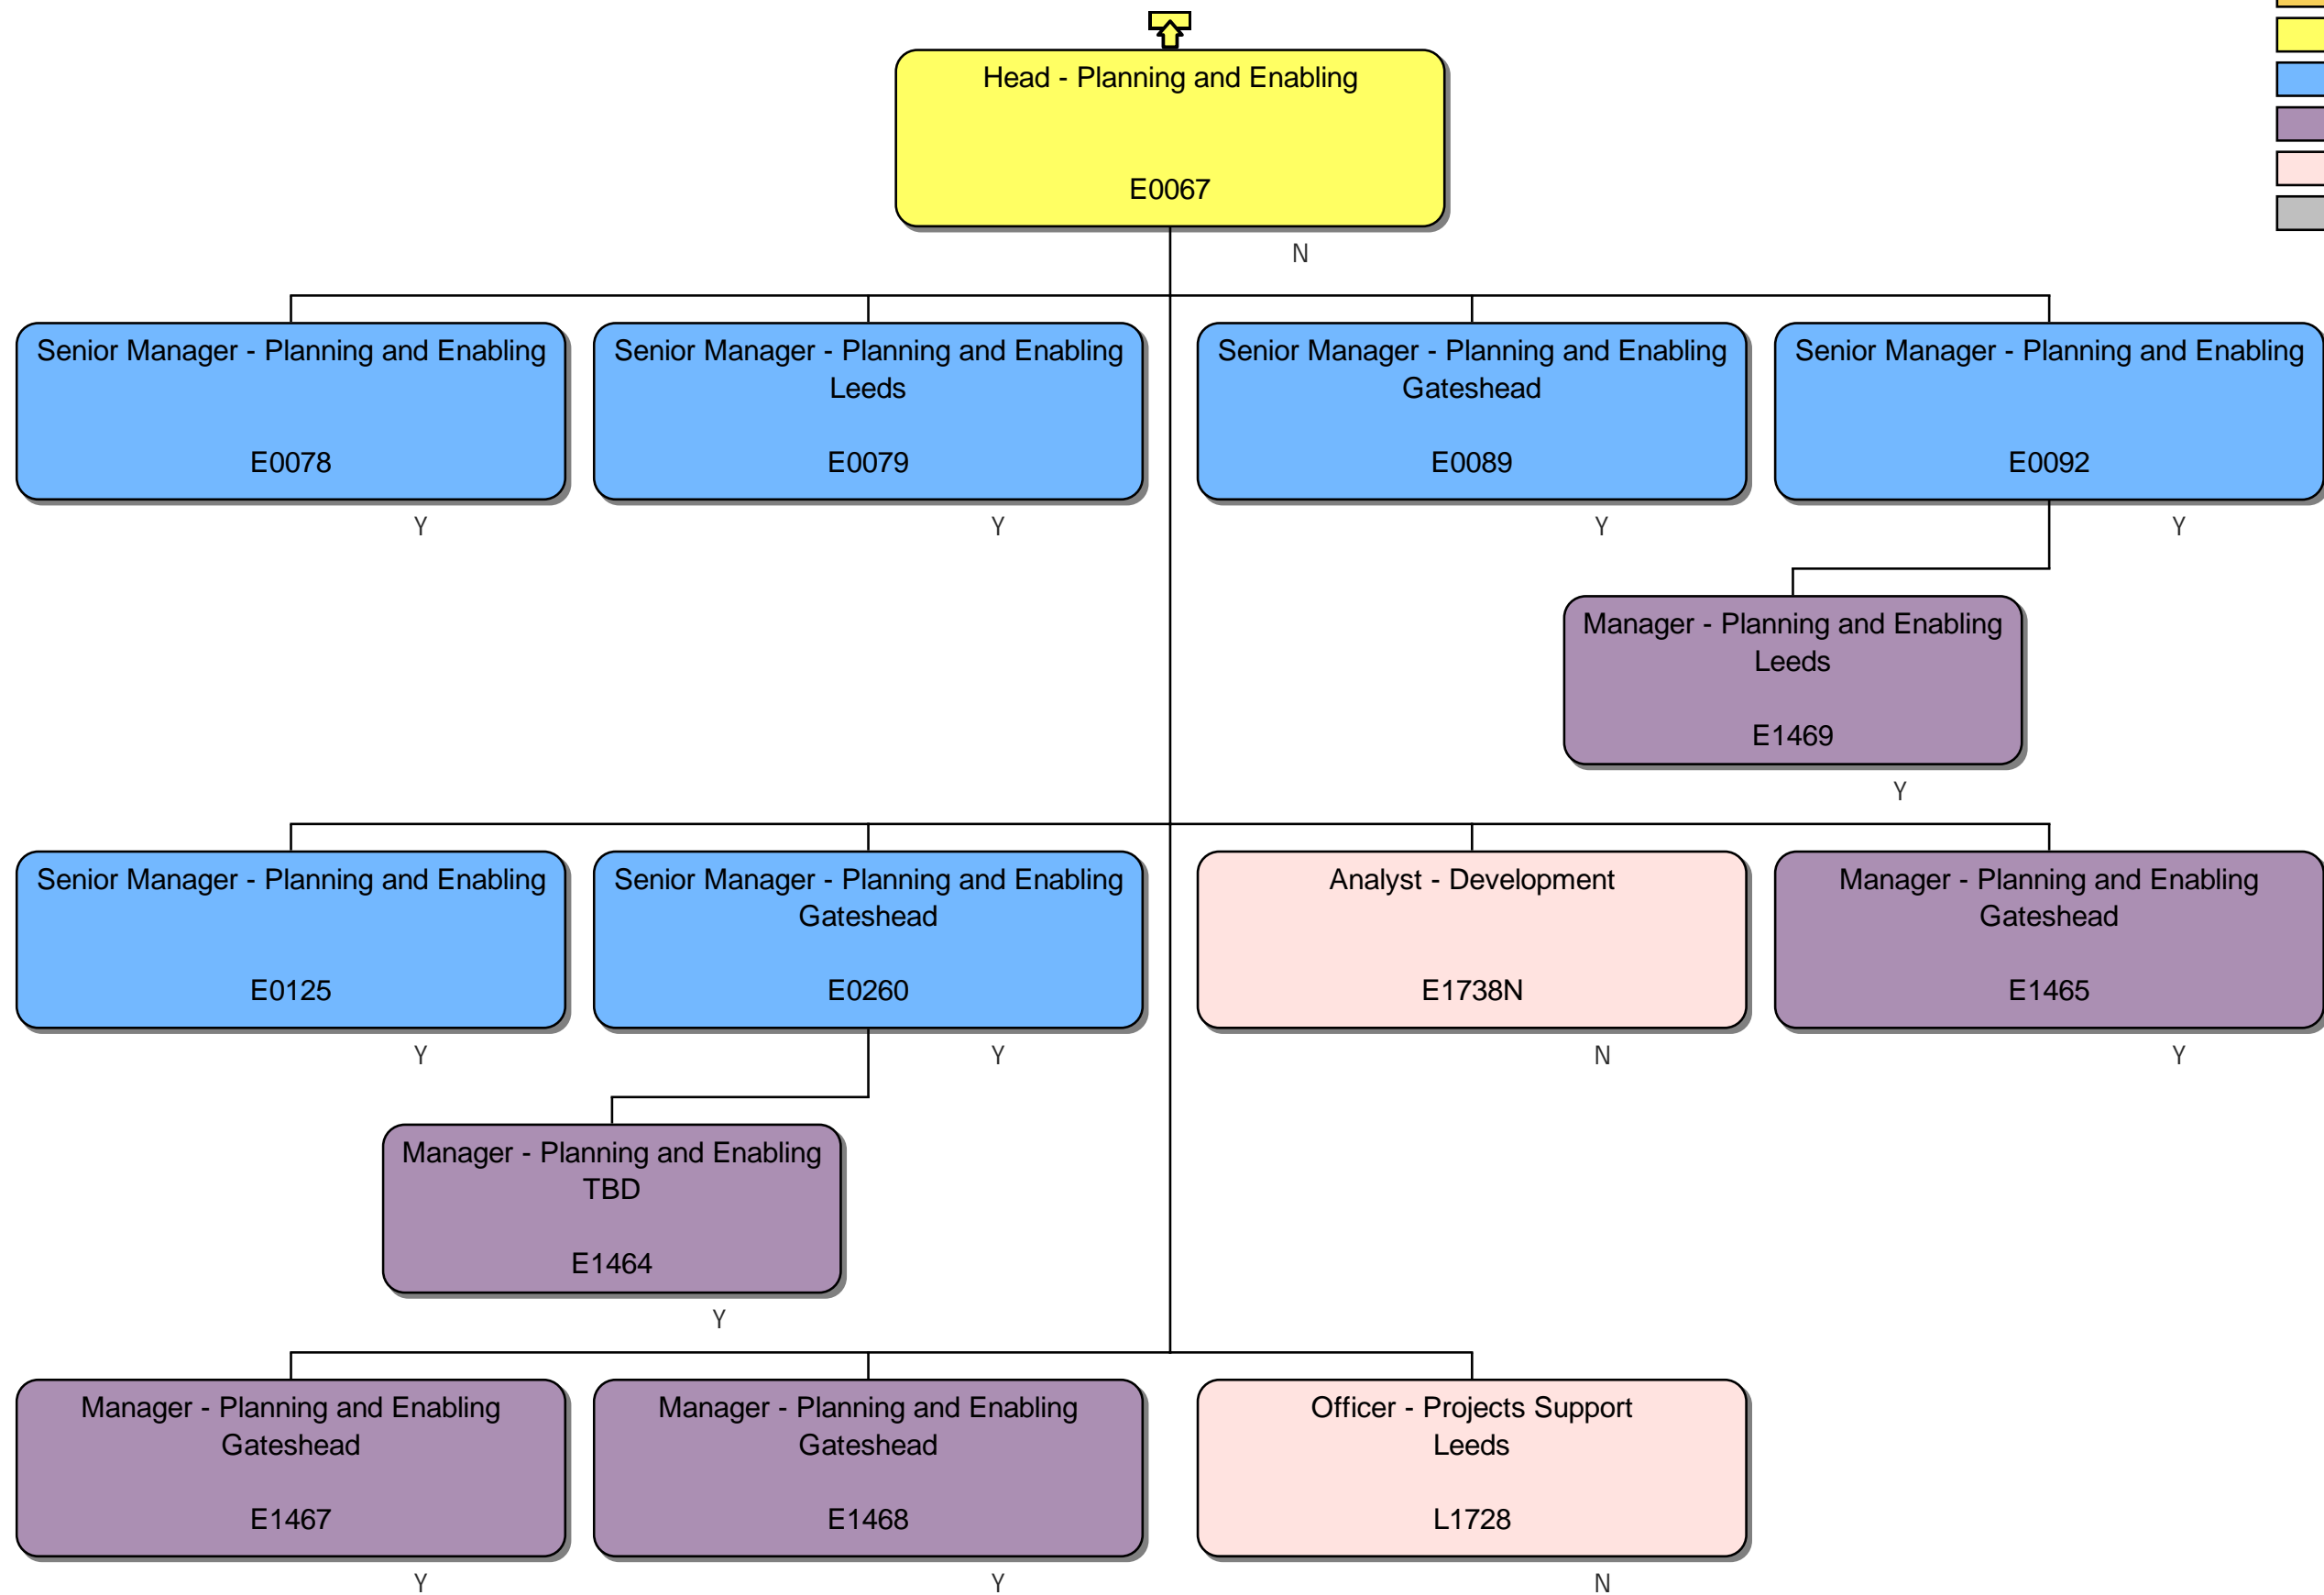 Head - Planning and Enabling
E0067
N
Senior Manager - Planning and Enabling
E0078
Y
Senior Manager - Planning and Enabling
Leeds
E0079
Y
Senior Manager - Planning and Enabling
Gateshead
E0089
Y
Senior Manager - Planning and Enabling
E0092
Y
Manager - Planning and Enabling
Leeds
E1469
Y
Senior Manager - Planning and Enabling
E0125
Y
Senior Manager - Planning and Enabling
Gateshead
E0260
Y
Analyst - Development
E1738N
N
Manager - Planning and Enabling
Gateshead
E1465
Y
Manager - Planning and Enabling
TBD
E1464
Y
Manager - Planning and Enabling
Gateshead
E1467
Y
Manager - Planning and Enabling
Gateshead
E1468
Y
Officer - Projects Support
Leeds
L1728
N